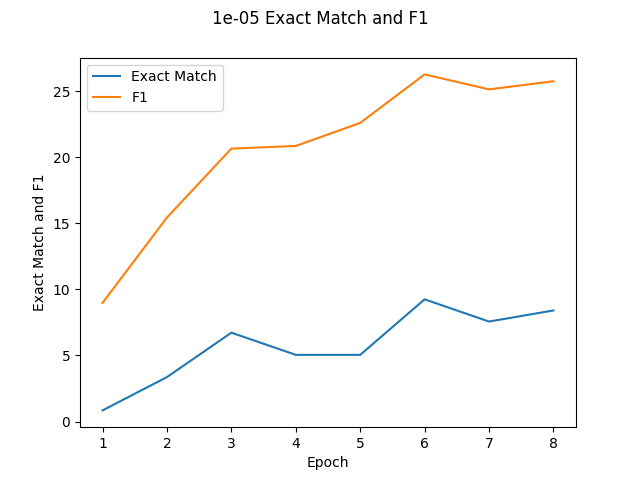 1e-05 Exact Match and F1
Exact Match
F1
Exact Match and F1
25
20
15
10
5
0
1 2 3 4 5 6 7 8
Epoch